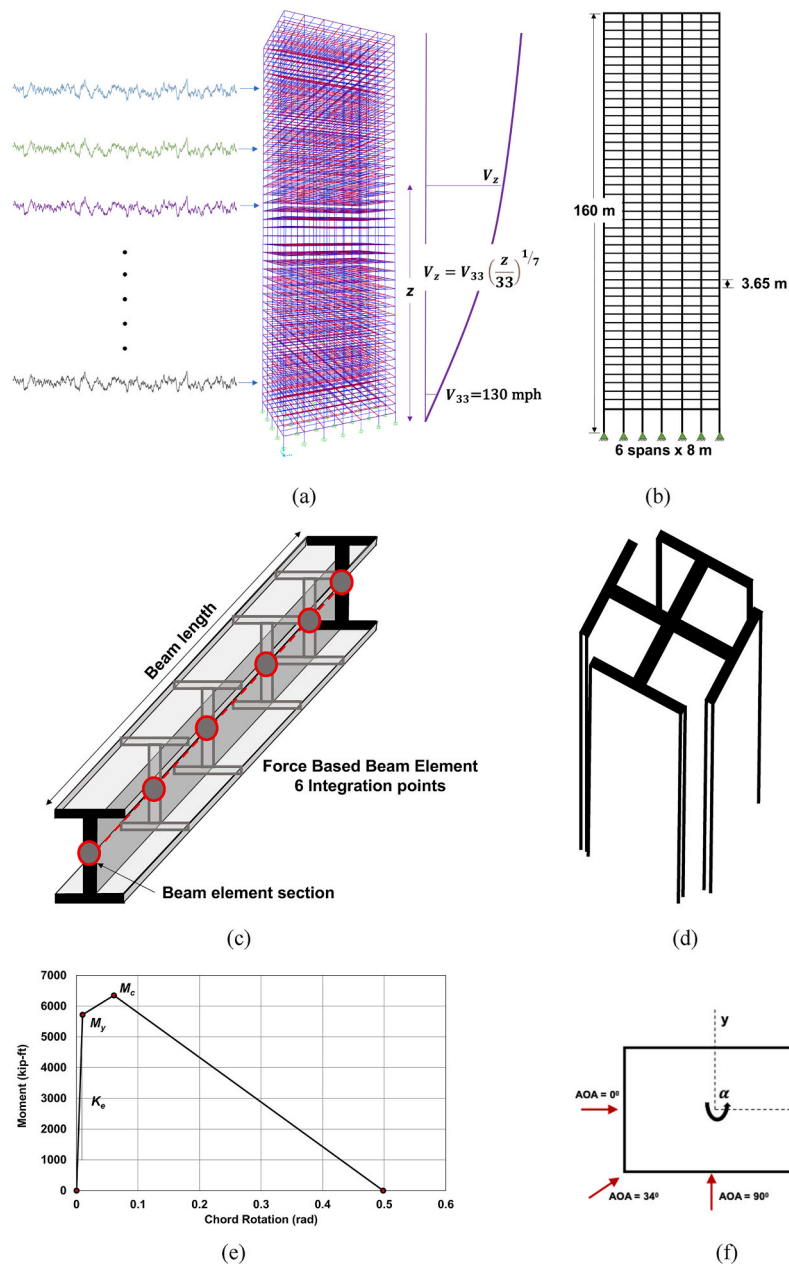 V_z
V_z = V_33 (z/33)^1/7
z
V_33=130 mph
(a)
160 m
3.65 m
6 spans x 8 m
(b)
Beam length
Force Based Beam Element
6 Integration points
Beam element section
(c)
(d)
7000
6000
5000
4000
3000
2000
1000
0
Moment (kip-ft)
M_c
M_y
K_e
0
0.1
0.2
0.3
0.4
0.5
0.6
Chord Rotation (rad)
(e)
y
α
AOA = 0⁰
AOA = 34⁰
AOA = 90⁰
(f)